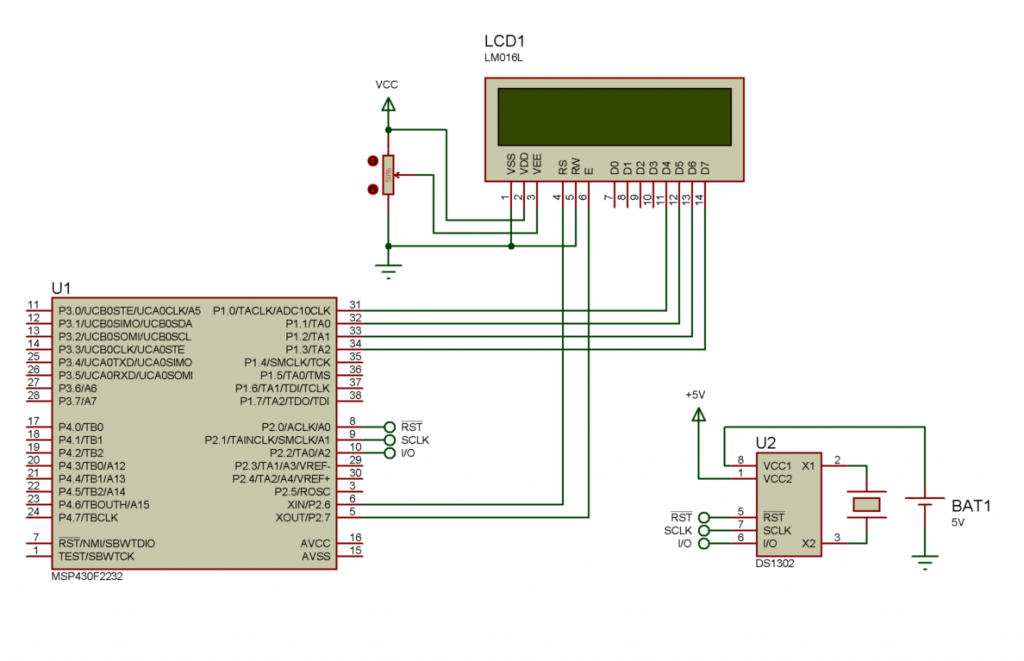 LCD1
LM016L
VCC
VSS
VDD
VEE
RS
RW
E
D0
D1
D2
D3
D4
D5
D6
D7
1
2
3
4
5
6
7
8
9
10
11
12
13
14
50%
U1
11 P3.0/UCB0STE/UCA0CLK/A5 P1.0/TACLK/ADC10CLK 31
12 P3.1/UCB0SIMO/UCB0SDA P1.1/TA0 32
13 P3.2/UCB0SOMI/UCB0SCL P1.2/TA1 33
14 P3.3/UCB0CLK/UCA0STE P1.3/TA2 34
25 P3.4/UCA0TXD/UCA0SIMO P1.4/SMCLK/TCK 35
26 P3.5/UCA0RXD/UCA0SOMI P1.5/TA0/TMS 36
27 P3.6/A6 P1.6/TA1/TDI/TCLK 37
28 P3.7/A7 P1.7/TA2/TDO/TDI 38
17 P4.0/TB0 P2.0/ACLK/A0 8 RST
18 P4.1/TB1 P2.1/TAINCLK/SMCLK/A1 9 SCLK
19 P4.2/TB2 P2.2/TA0/A2 10 I/O
20 P4.3/TB0/A12 P2.3/TA1/A3/VREF- 29
21 P4.4/TB1/A13 P2.4/TA2/A4/VREF+ 30
22 P4.5/TB2/A14 P2.5/ROSC 3
23 P4.6/TBOUTH/A15 XIN/P2.6 6
24 P4.7/TBCLK XOUT/P2.7 5
7 RST/NMI/SBWTDIO AVCC 16
1 TEST/SBWTCK AVSS 15
MSP430F2232
+5V
U2
8 VCC1 X1 2
1 VCC2
RST 5 RST
SCLK 7 SCLK
I/O 6 I/O X2 3
DS1302
BAT1
5V